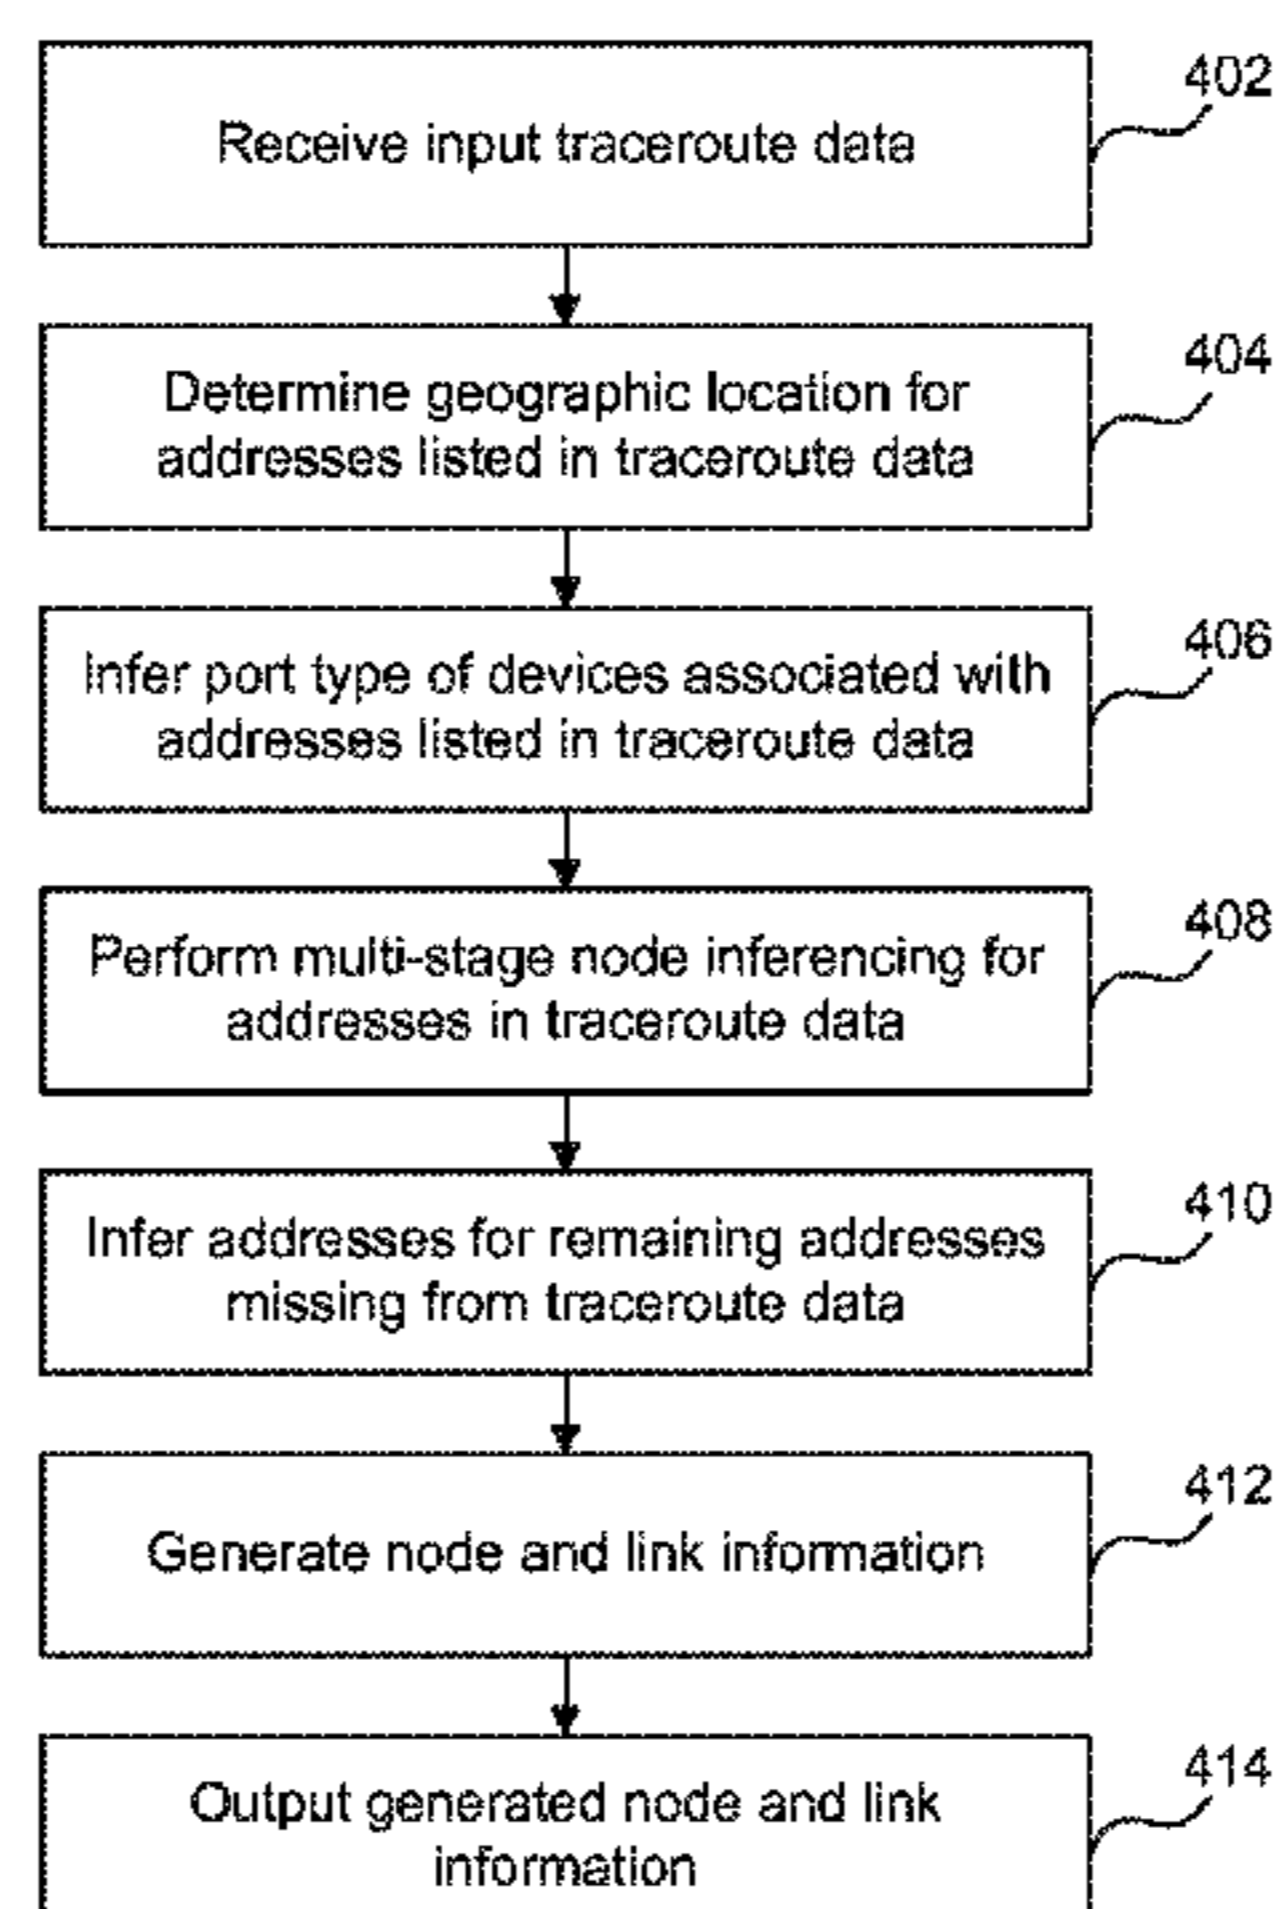 402
Receive input traceroute data
404
Determine geographic location for
addresses listed in traceroute data
406
Infer port type of devices associated with
addresses listed in traceroute data
408
Perform multi-stage node inferencing for
addresses in traceroute data
410
Infer addresses for remaining addresses
missing from traceroute data
412
Generate node and link information
414
Output generated node and link
information